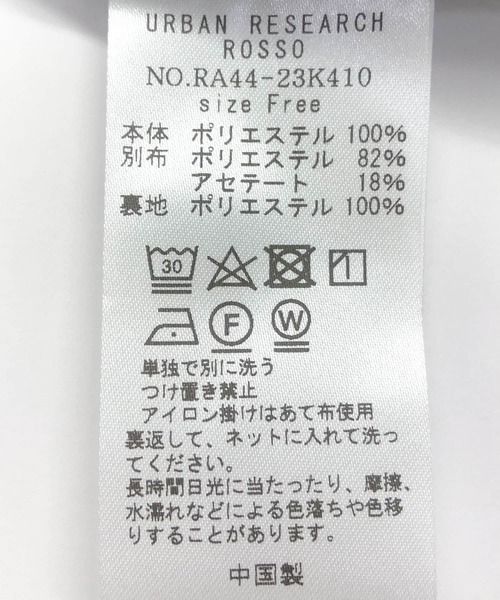 URBAN RESEARCH
ROSSO
NO.RA44-23K410
size Free
本体 ポリエステル 100%
別布 ポリエステル 82%
アセテート 18%
裏地 ポリエステル 100%
30
F W
単独で別に洗う
つけ置き禁止
アイロン掛けはあて布使用
裏返して、ネットに入れて洗っ
てください。
長時間日光に当たったり、摩擦、
水濡れなどによる色落ちや色移
りすることがあります。
中国製